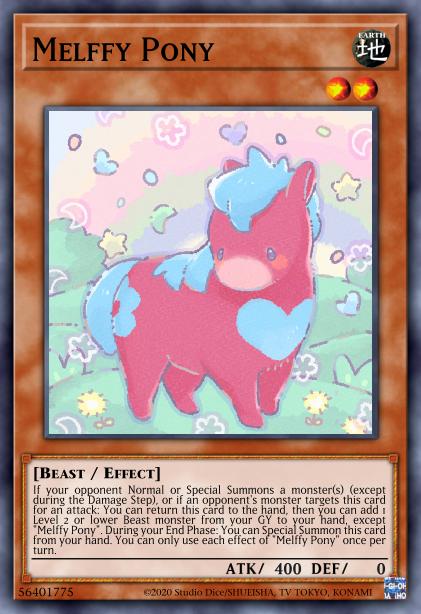 MELFFY PONY
EARTH
地
[BEAST / EFFECT]
If your opponent Normal or Special Summons a monster(s) (except
during the Damage Step), or if an opponent's monster targets this card
for an attack: You can return this card to the hand, then you can add 1
Level 2 or lower Beast monster from your GY to your hand, except
"Melffy Pony". During your End Phase: You can Special Summon this card
from your hand. You can only use each effect of "Melffy Pony" once per
turn.
ATK/ 400 DEF/ 0
56401775
©2020 Studio Dice/SHUEISHA, TV TOKYO, KONAMI